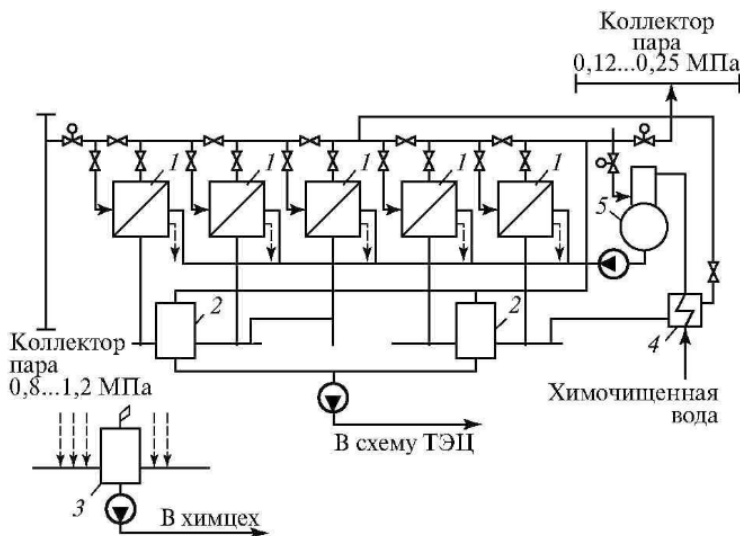 Коллектор
пара
0,12...0,25 МПа
1
1
1
1
1
5
2
2
4
Коллектор
пара
0,8...1,2 МПа
Химочищенная
вода
В схему ТЭЦ
3
В химцех